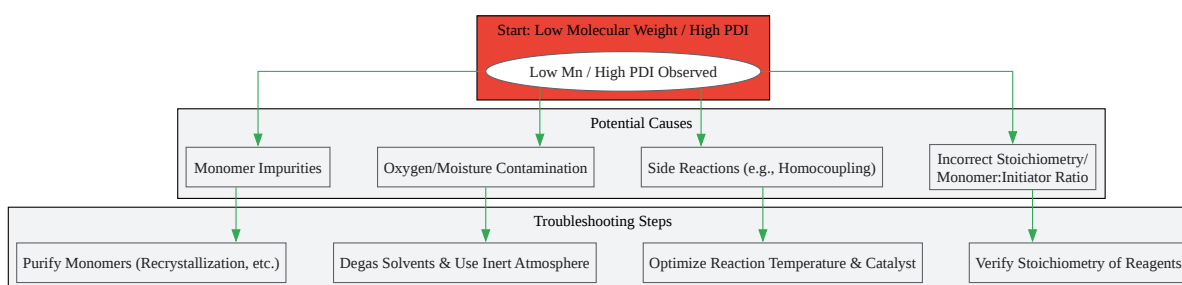 Start: Low Molecular Weight / High PDI
Low Mn / High PDI Observed
Potential Causes
Monomer Impurities
Oxygen/Moisture Contamination
Side Reactions (e.g., Homocoupling)
Incorrect Stoichiometry/
Monomer:Initiator Ratio
Troubleshooting Steps
Purify Monomers (Recrystallization, etc.)
Degas Solvents & Use Inert Atmosphere
Optimize Reaction Temperature & Catalyst
Verify Stoichiometry of Reagents